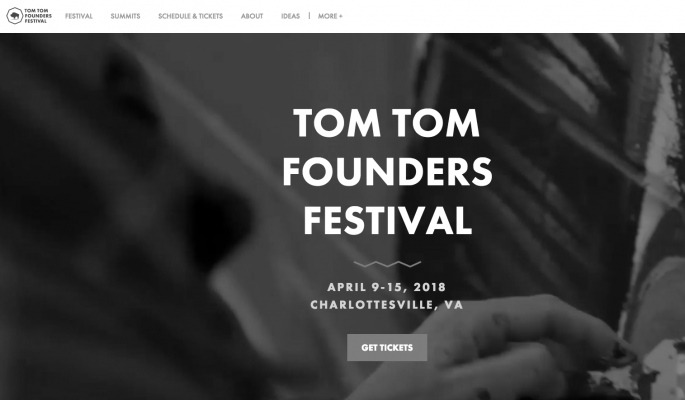 TOM TOM
FOUNDERS
FESTIVAL
FESTIVAL
SUMMITS
SCHEDULE & TICKETS
ABOUT
IDEAS
|
MORE +
TOM TOM
FOUNDERS
FESTIVAL
APRIL 9-15, 2018
CHARLOTTESVILLE, VA
GET TICKETS